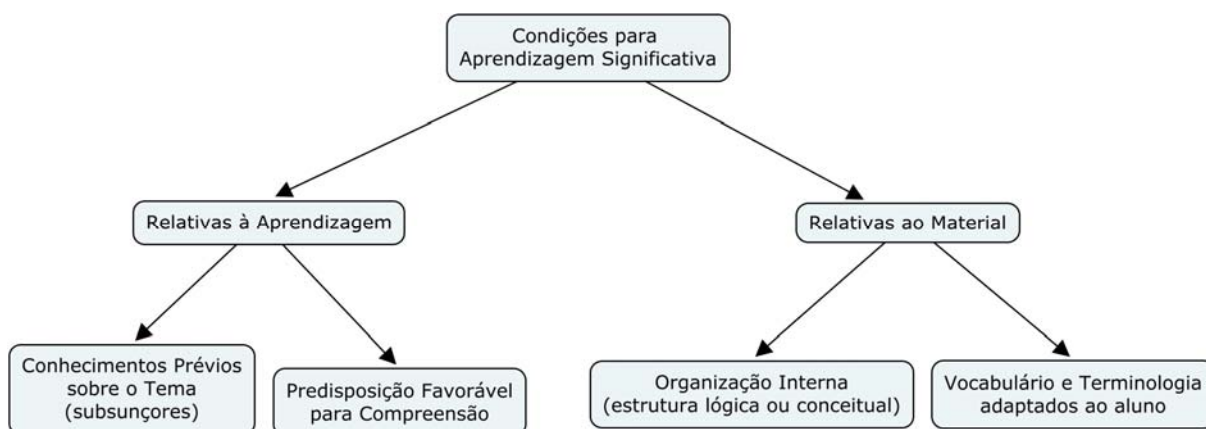 Condições para
Aprendizagem Significativa
Relativas à Aprendizagem
Relativas ao Material
Conhecimentos Prévios
sobre o Tema
(subsunçores)
Predisposição Favorável
para Compreensão
Organização Interna
(estrutura lógica ou conceitual)
Vocabulário e Terminologia
adaptados ao aluno